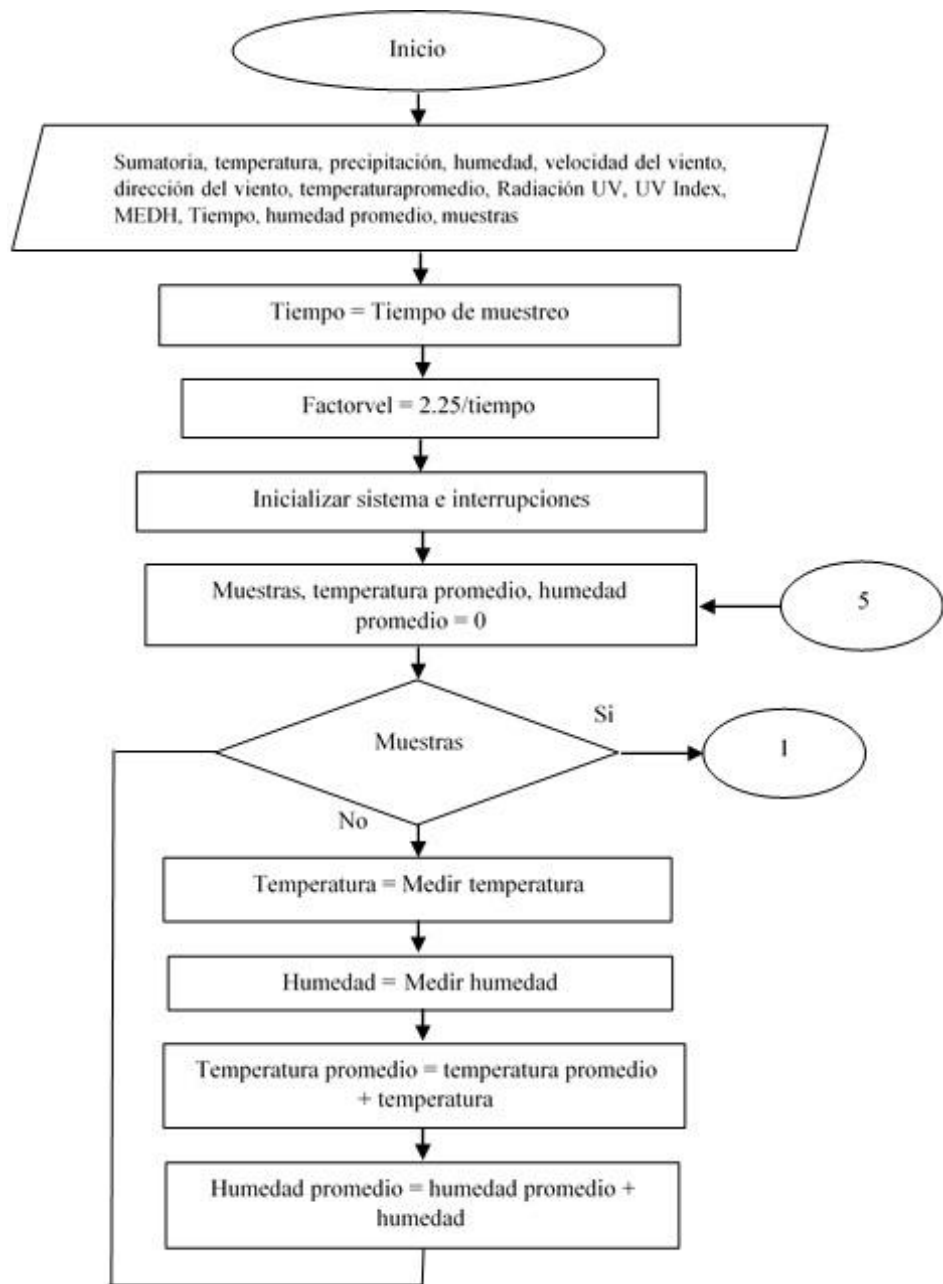 Inicio
Sumatoria, temperatura, precipitación, humedad, velocidad del viento,
dirección del viento, temperaturapromedio, Radiación UV, UV Index,
MEDH, Tiempo, humedad promedio, muestras
Tiempo = Tiempo de muestreo
Factorvel = 2.25/tiempo
Inicializar sistema e interrupciones
Muestras, temperatura promedio, humedad
promedio = 0
5
Muestras
Si
1
No
Temperatura = Medir temperatura
Humedad = Medir humedad
Temperatura promedio = temperatura promedio
+ temperatura
Humedad promedio = humedad promedio +
humedad